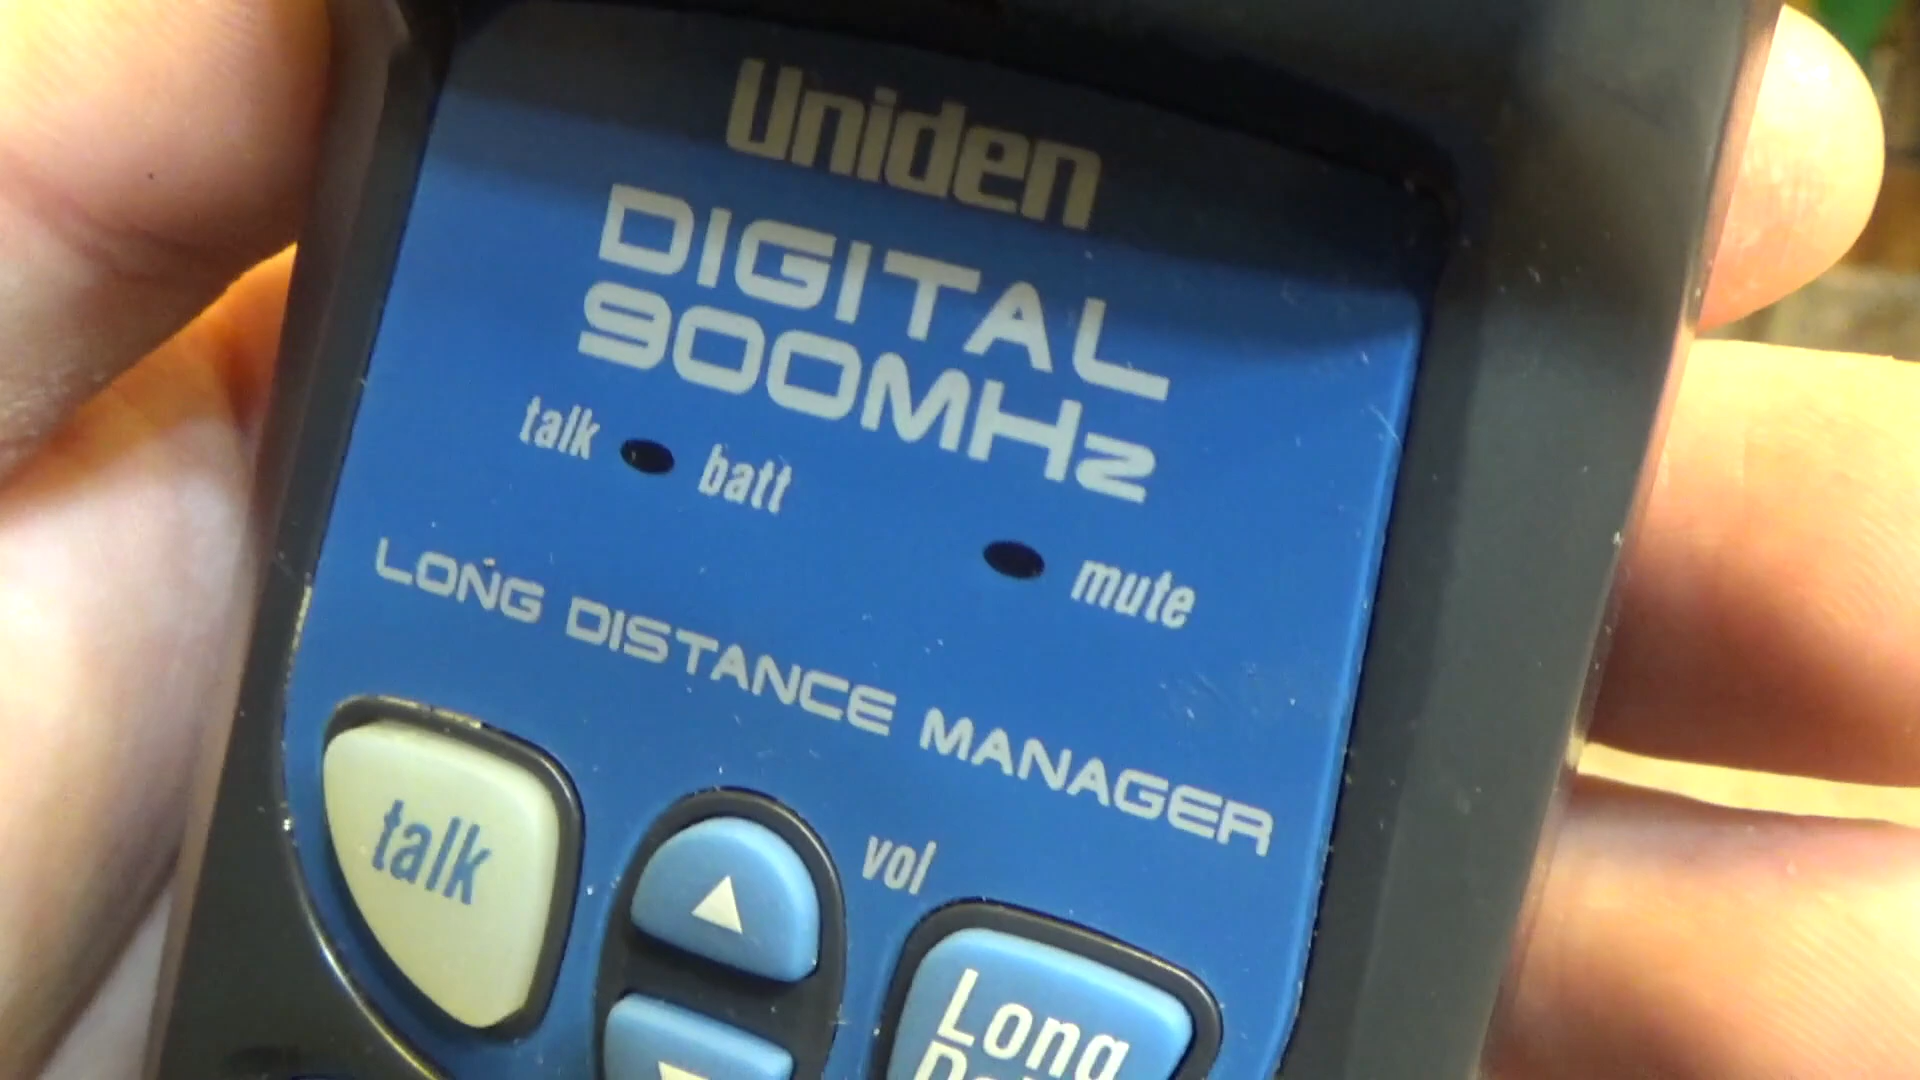 Uniden
DIGITAL
900MHz
talk batt
mute
LONG DISTANCE MANAGER
talk
vol
Long